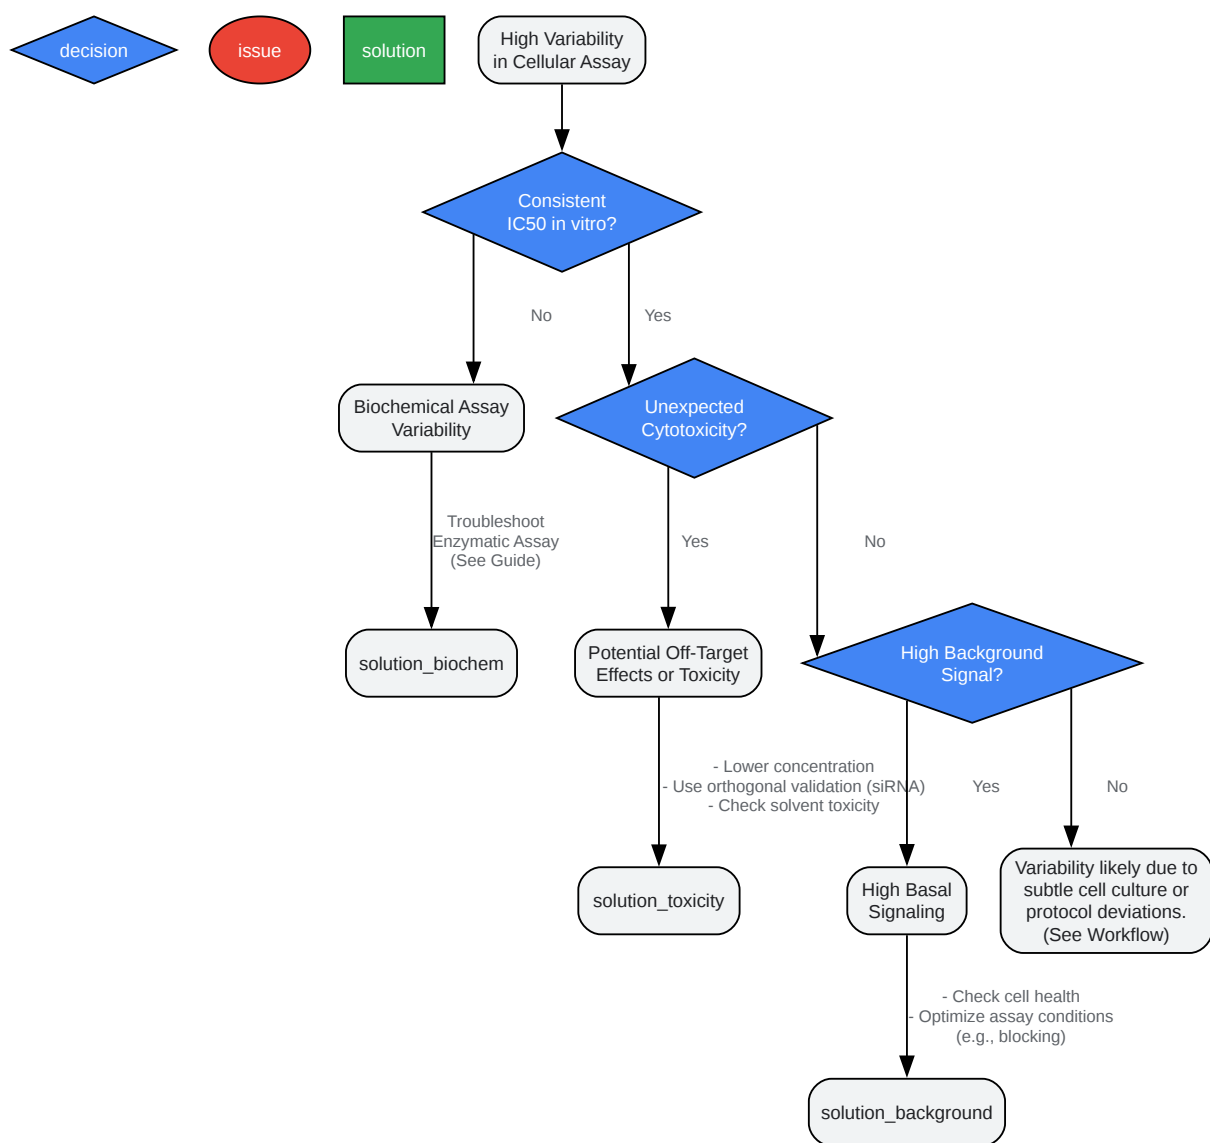 decision
issue
solution
High Variability
in Cellular Assay
Consistent
IC50 in vitro?
No
Yes
Biochemical Assay
Variability
Unexpected
Cytotoxicity?
Troubleshoot
Enzymatic Assay
(See Guide)
Yes
No
solution_biochem
Potential Off-Target
Effects or Toxicity
High Background
Signal?
- Lower concentration
- Use orthogonal validation (siRNA)
- Check solvent toxicity
Yes
No
solution_toxicity
High Basal
Signaling
Variability likely due to
subtle cell culture or
protocol deviations.
(See Workflow)
- Check cell health
- Optimize assay conditions
(e.g., blocking)
solution_background